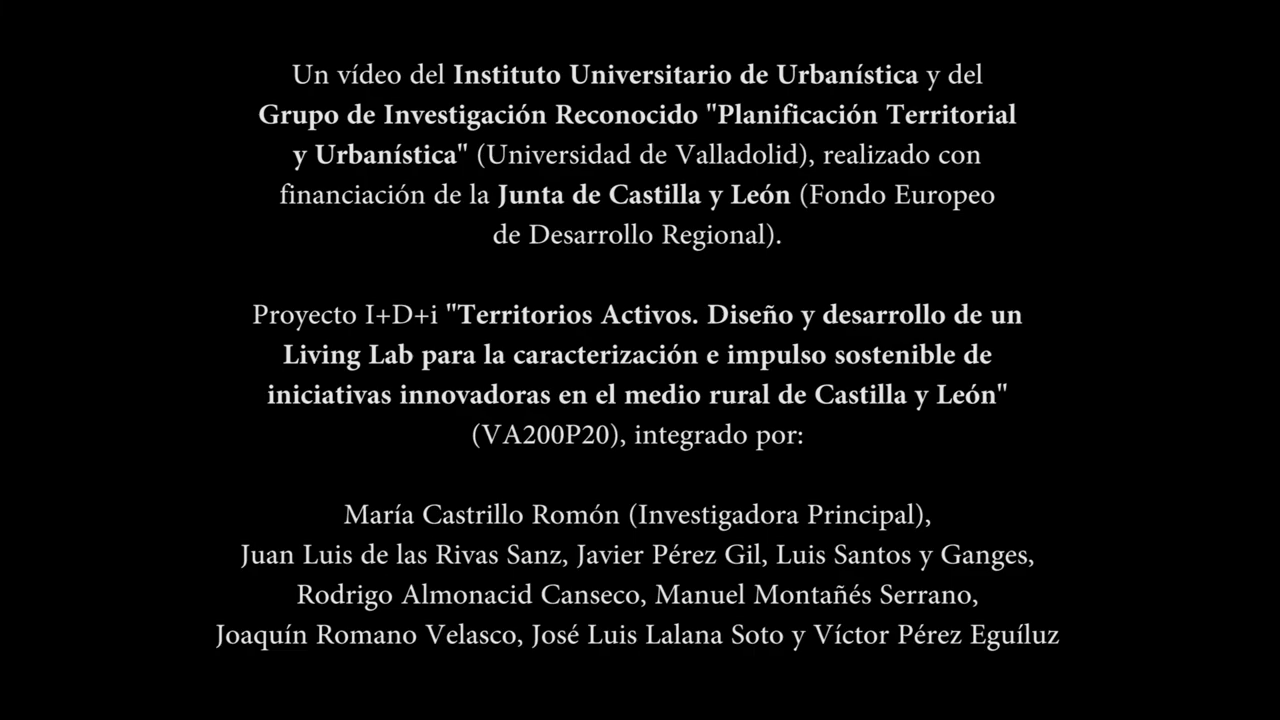 Un vídeo del Instituto Universitario de Urbanística y del
Grupo de Investigación Reconocido "Planificación Territorial
y Urbanística" (Universidad de Valladolid), realizado con
financiación de la Junta de Castilla y León (Fondo Europeo
de Desarrollo Regional).
Proyecto I+D+i "Territorios Activos. Diseño y desarrollo de un
Living Lab para la caracterización e impulso sostenible de
iniciativas innovadoras en el medio rural de Castilla y León"
(VA200P20), integrado por:
María Castrillo Romón (Investigadora Principal),
Juan Luis de las Rivas Sanz, Javier Pérez Gil, Luis Santos y Ganges,
Rodrigo Almonacid Canseco, Manuel Montañés Serrano,
Joaquín Romano Velasco, José Luis Lalana Soto y Víctor Pérez Eguíluz